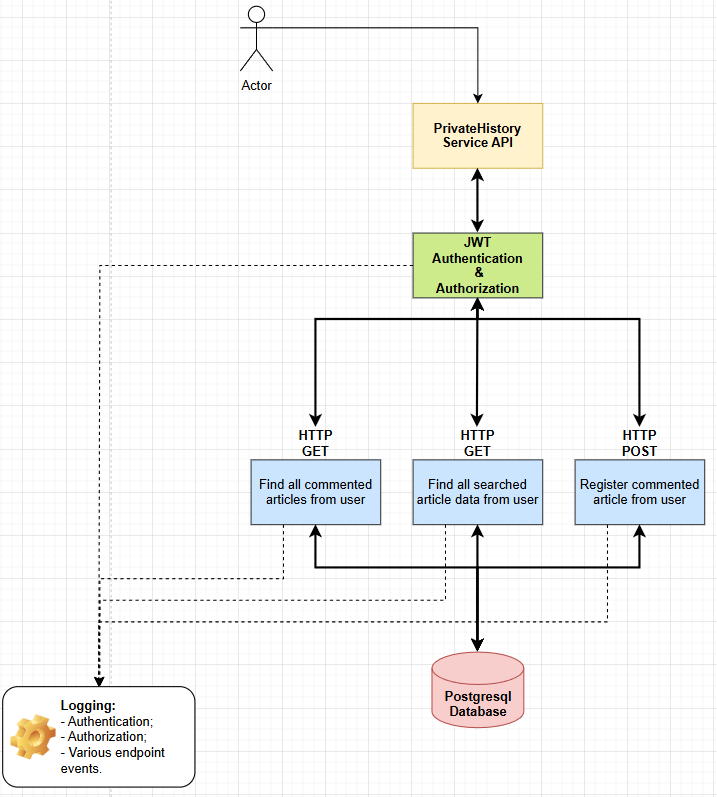 Actor
PrivateHistory
Service API
JWT
Authentication
&
Authorization
HTTP
GET
HTTP
GET
HTTP
POST
Find all commented
articles from user
Find all searched
article data from user
Register commented
article from user
Postgresql
Database
Logging:
- Authentication;
- Authorization;
- Various endpoint
events.